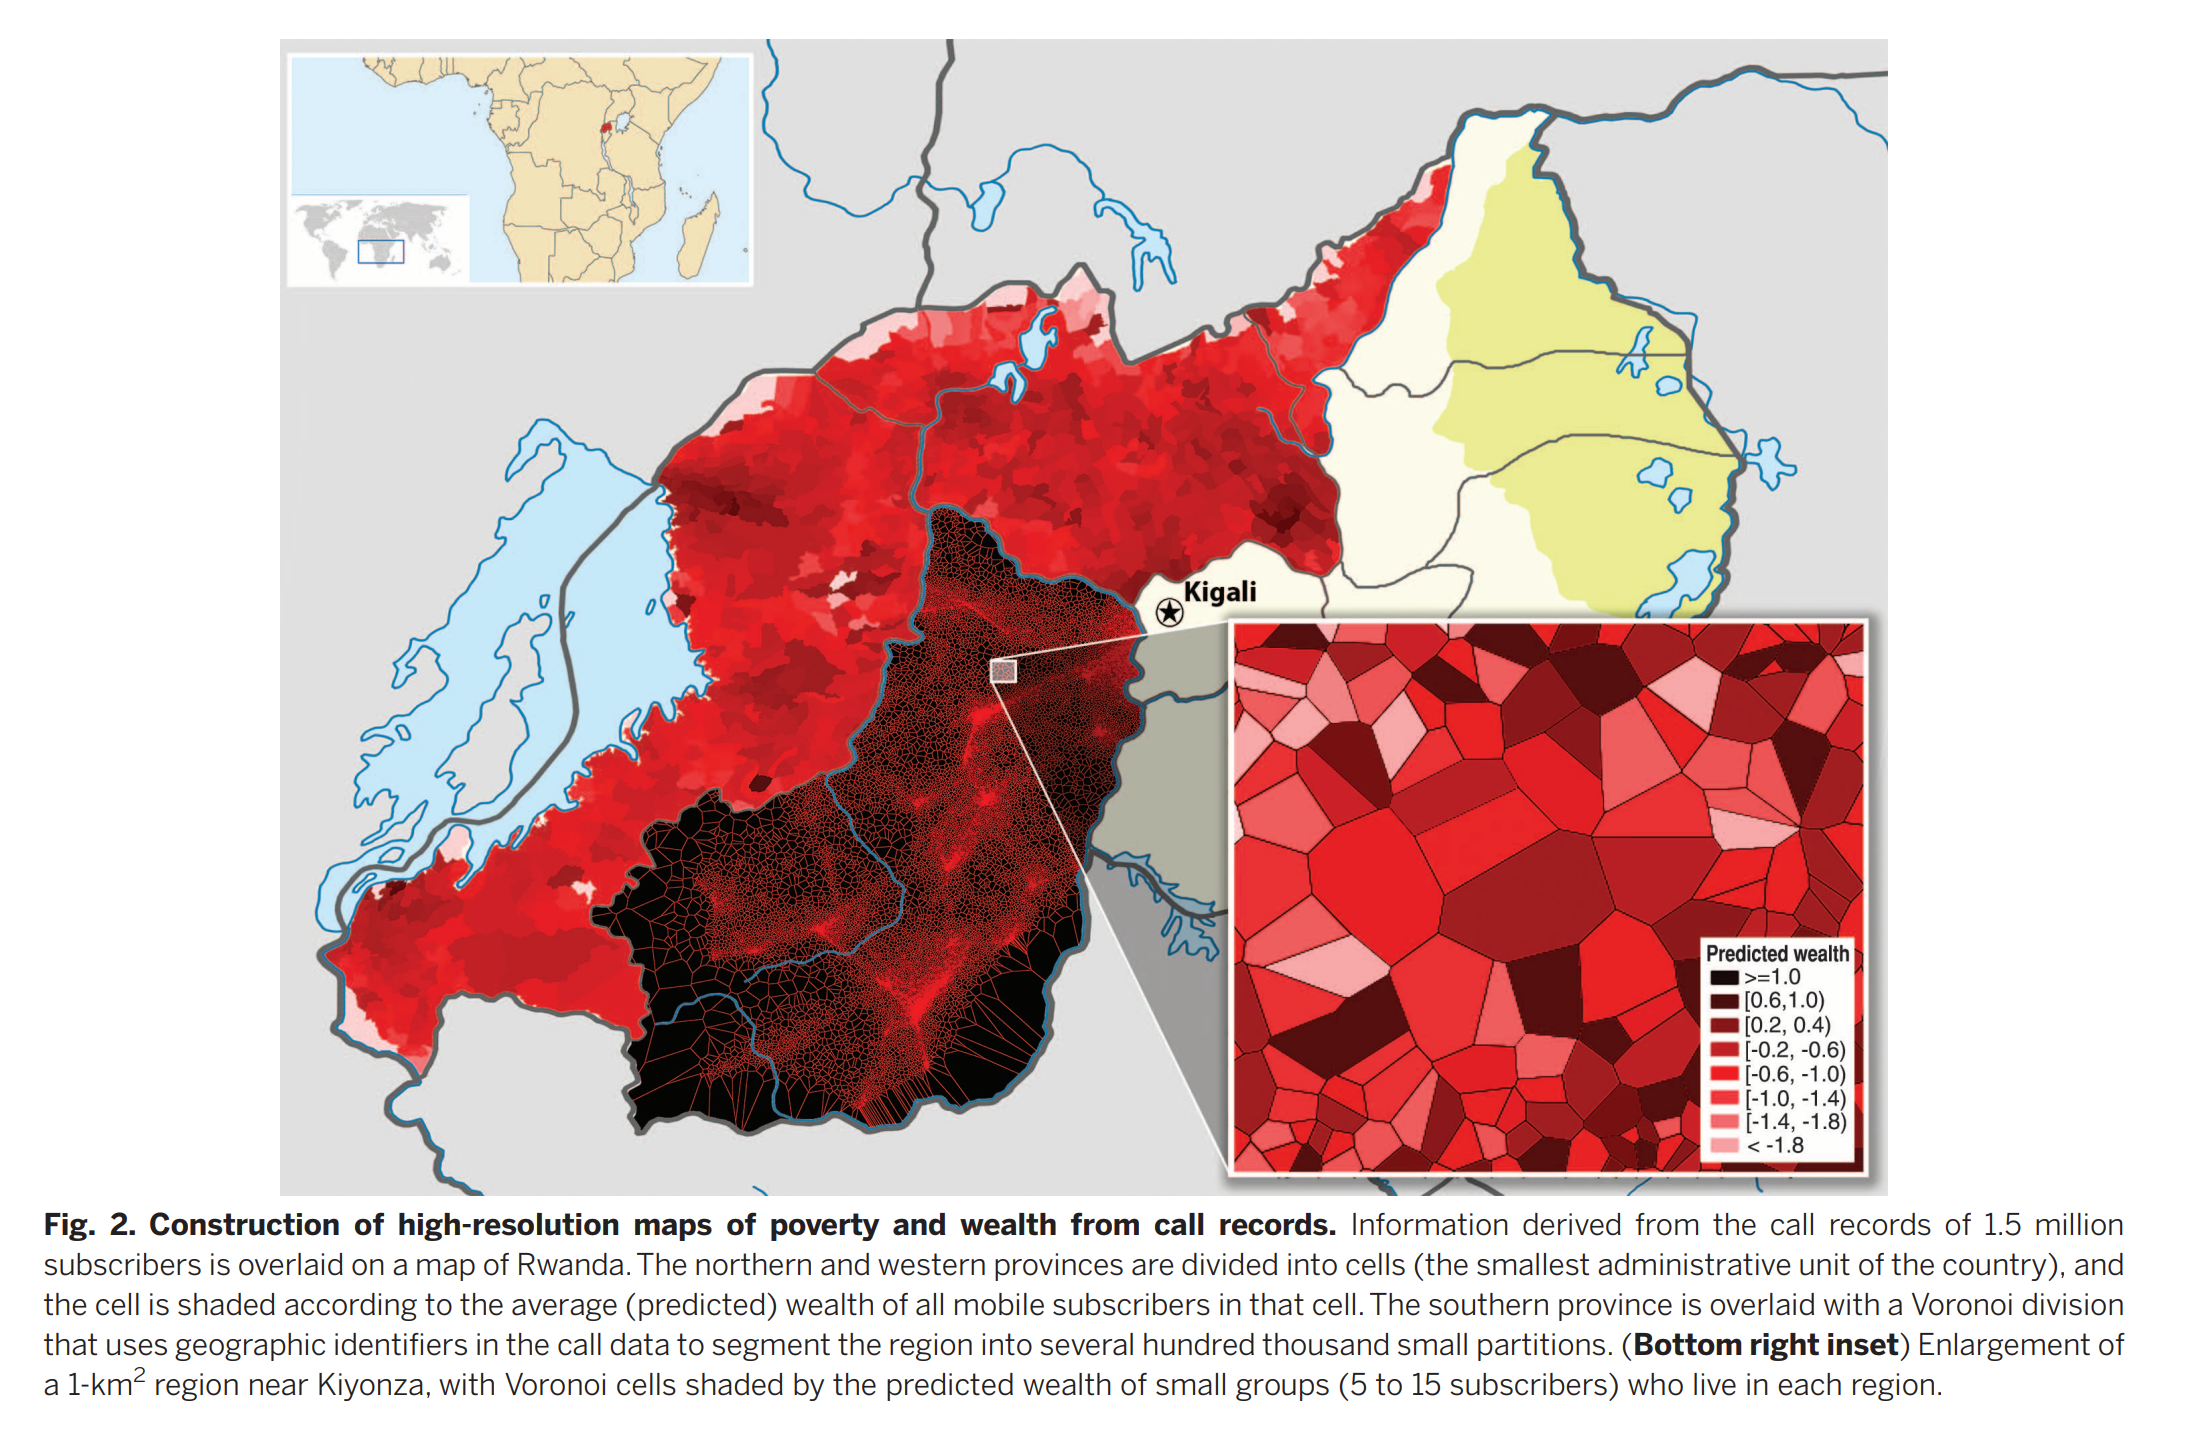 Kigali
Predicted wealth
>=1.0
[0.6,1.0)
[0.2, 0.4)
[-0.2, -0.6)
[-0.6, -1.0)
[-1.0, -1.4)
[-1.4, -1.8)
< -1.8
Fig. 2. Construction of high-resolution maps of poverty and wealth from call records. Information derived from the call records of 1.5 million
subscribers is overlaid on a map of Rwanda. The northern and western provinces are divided into cells (the smallest administrative unit of the country), and
the cell is shaded according to the average (predicted) wealth of all mobile subscribers in that cell. The southern province is overlaid with a Voronoi division
that uses geographic identifiers in the call data to segment the region into several hundred thousand small partitions. (Bottom right inset) Enlargement of
a 1-km² region near Kiyonza, with Voronoi cells shaded by the predicted wealth of small groups (5 to 15 subscribers) who live in each region.